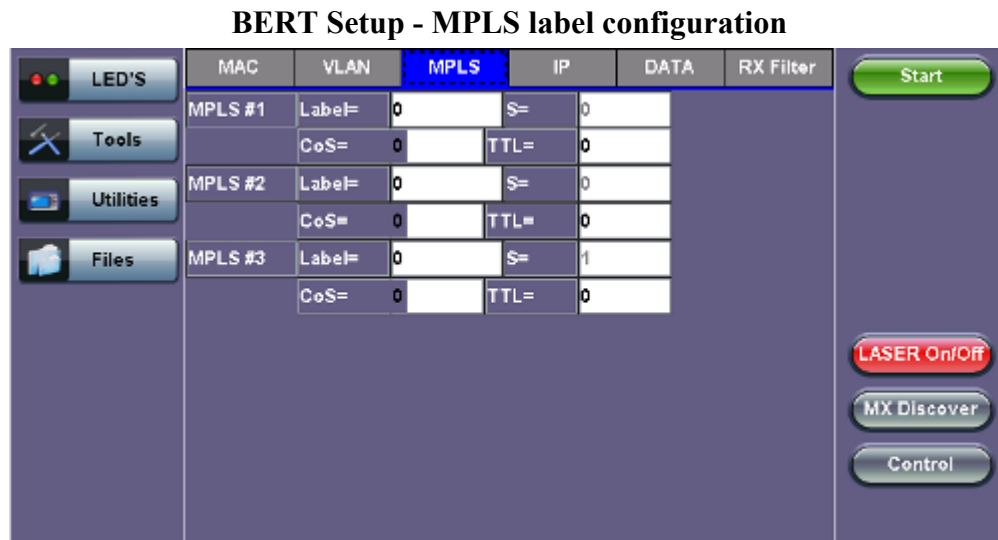 BERT Setup - MPLS label configuration
LED'S
Tools
Utilities
Files
MAC VLAN MPLS IP DATA RX Filter
MPLS #1 Label= 0 S= 0
CoS= 0 TTL= 0
MPLS #2 Label= 0 S= 0
CoS= 0 TTL= 0
MPLS #3 Label= 0 S= 1
CoS= 0 TTL= 0
Start
LASER On/Off
MX Discover
Control